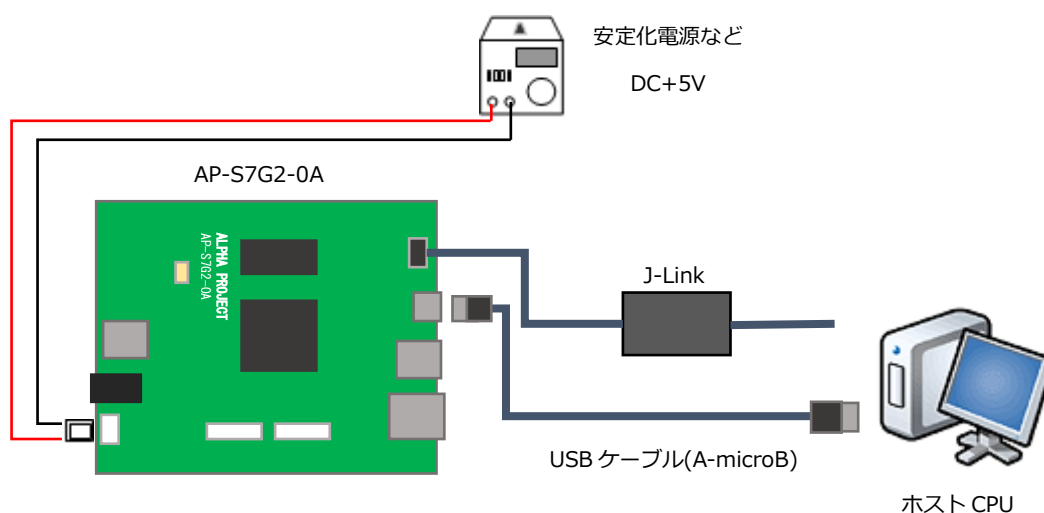 安定化電源など
DC+5V
AP-S7G2-0A
ALPHA PROJECT
AP-S7G2-0A
J-Link
USB ケーブル(A-microB)
ホスト CPU